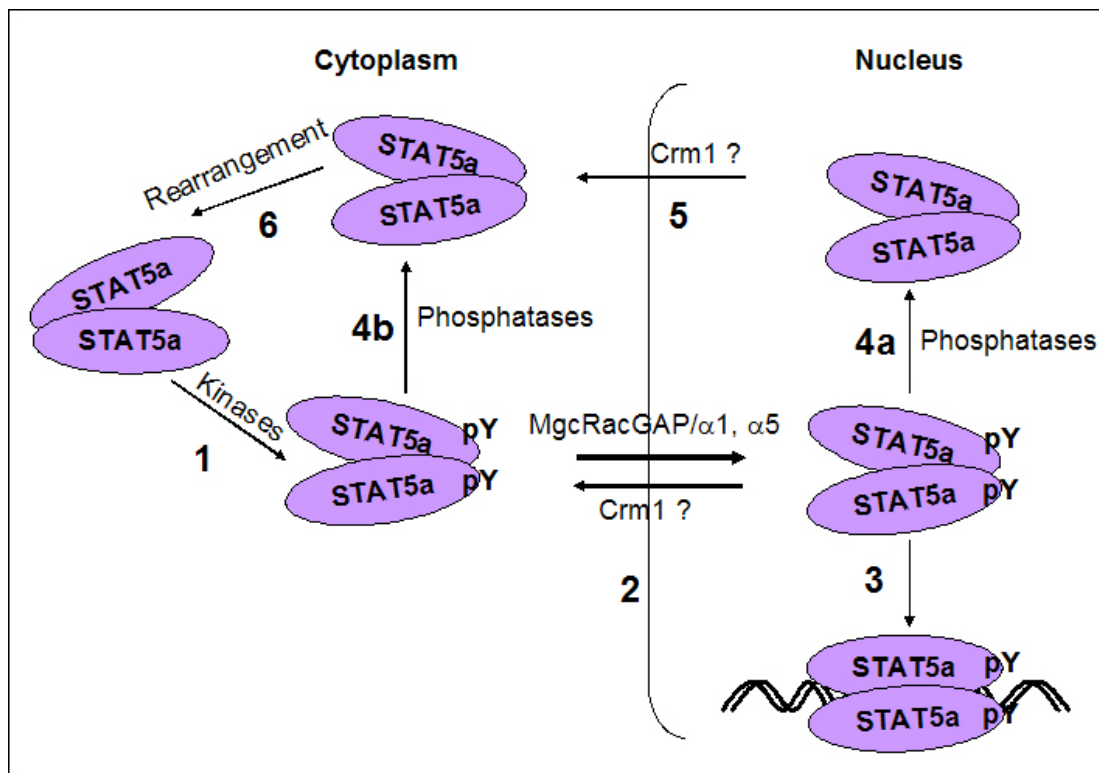 Cytoplasm
Nucleus
Rearrangement
6
STAT5a
STAT5a
Crm1 ?
5
STAT5a
STAT5a
STAT5a
STAT5a
4b
Phosphatases
4a
Phosphatases
Kinases
1
STAT5a pY
STAT5a pY
MgcRacGAP/α1, α5
Crm1 ?
2
STAT5a pY
STAT5a pY
3
STAT5a pY
STAT5a pY